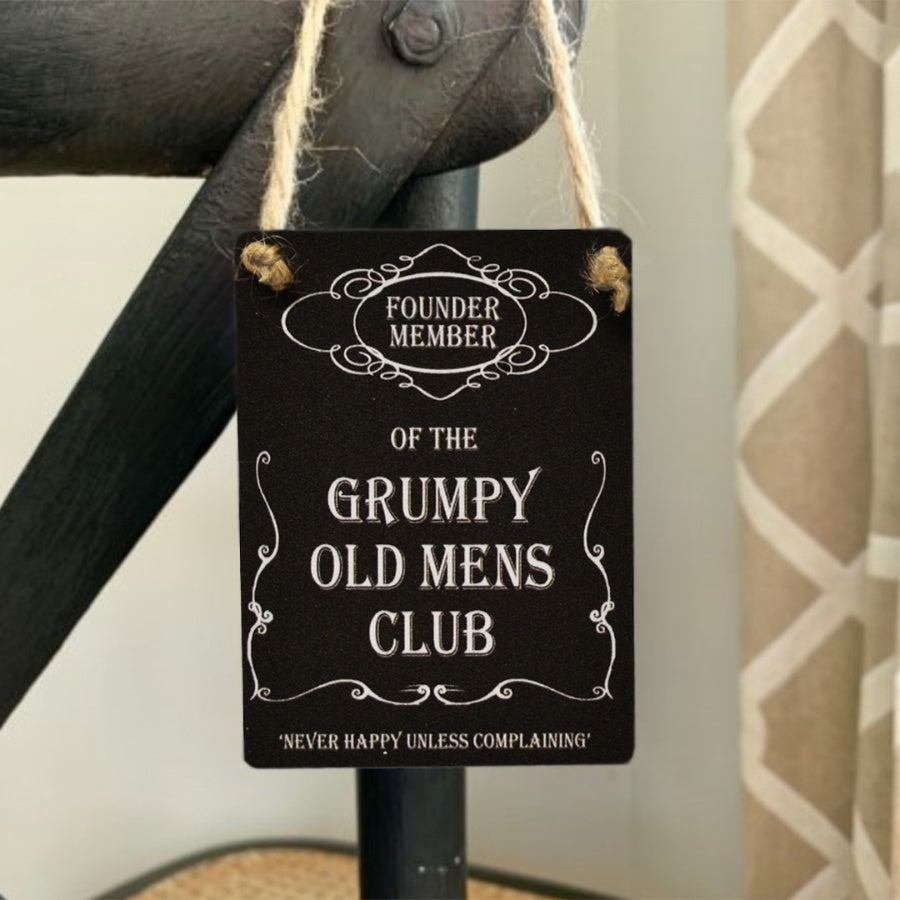 FOUNDER
MEMBER
OF THE
GRUMPY
OLD MENS
CLUB
‘NEVER HAPPY UNLESS COMPLAINING’